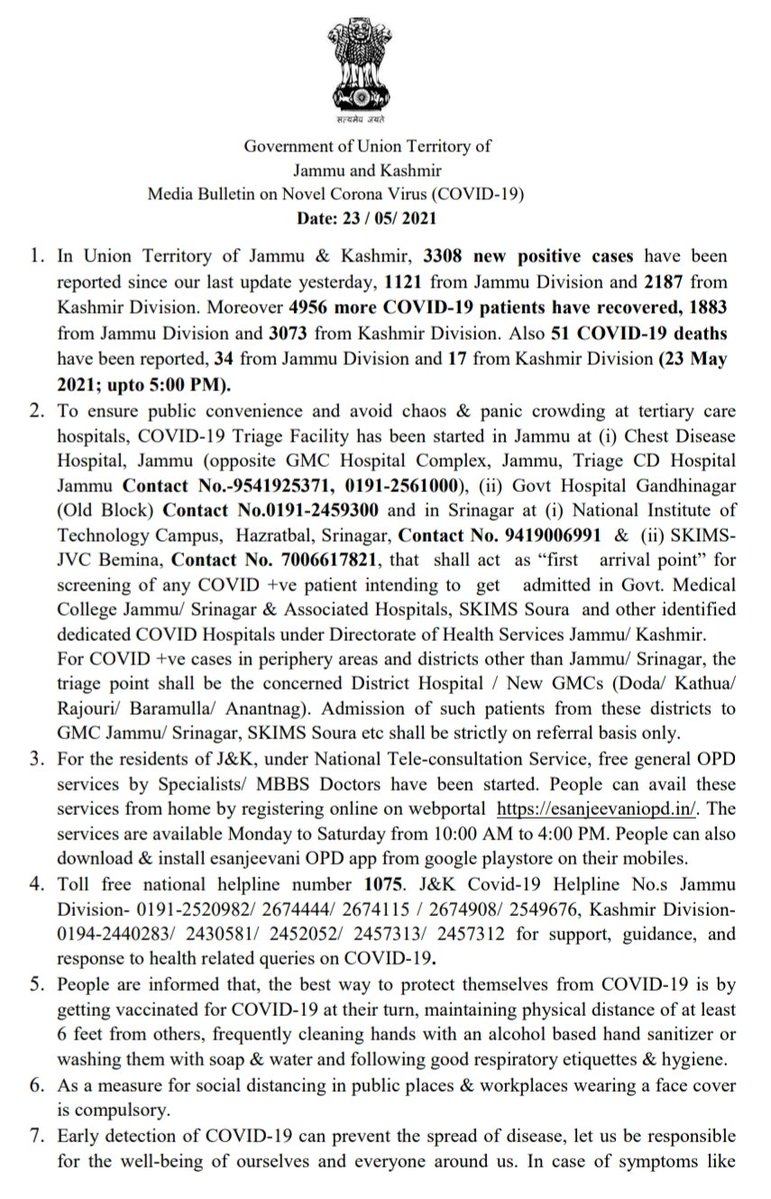 सत्यमेव जयते
Government of Union Territory of
Jammu and Kashmir
Media Bulletin on Novel Corona Virus (COVID-19)
Date: 23 / 05/ 2021
1. In Union Territory of Jammu & Kashmir, 3308 new positive cases have been
reported since our last update yesterday, 1121 from Jammu Division and 2187 from
Kashmir Division. Moreover 4956 more COVID-19 patients have recovered, 1883
from Jammu Division and 3073 from Kashmir Division. Also 51 COVID-19 deaths
have been reported, 34 from Jammu Division and 17 from Kashmir Division (23 May
2021; upto 5:00 PM).
2. To ensure public convenience and avoid chaos & panic crowding at tertiary care
hospitals, COVID-19 Triage Facility has been started in Jammu at (i) Chest Disease
Hospital, Jammu (opposite GMC Hospital Complex, Jammu, Triage CD Hospital
Jammu Contact No.-9541925371, 0191-2561000), (ii) Govt Hospital Gandhinagar
(Old Block) Contact No.0191-2459300 and in Srinagar at (i) National Institute of
Technology Campus, Hazratbal, Srinagar, Contact No. 9419006991 & (ii) SKIMS-
JVC Bemina, Contact No. 7006617821, that shall act as “first arrival point” for
screening of any COVID +ve patient intending to get admitted in Govt. Medical
College Jammu/ Srinagar & Associated Hospitals, SKIMS Soura and other identified
dedicated COVID Hospitals under Directorate of Health Services Jammu/ Kashmir.
For COVID +ve cases in periphery areas and districts other than Jammu/ Srinagar, the
triage point shall be the concerned District Hospital / New GMCs (Doda/ Kathua/
Rajouri/ Baramulla/ Anantnag). Admission of such patients from these districts to
GMC Jammu/ Srinagar, SKIMS Soura etc shall be strictly on referral basis only.
3. For the residents of J&K, under National Tele-consultation Service, free general OPD
services by Specialists/ MBBS Doctors have been started. People can avail these
services from home by registering online on webportal https://esanjeevaniopd.in/. The
services are available Monday to Saturday from 10:00 AM to 4:00 PM. People can also
download & install esanjeevani OPD app from google playstore on their mobiles.
4. Toll free national helpline number 1075. J&K Covid-19 Helpline No.s Jammu
Division- 0191-2520982/ 2674444/ 2674115 / 2674908/ 2549676, Kashmir Division-
0194-2440283/ 2430581/ 2452052/ 2457313/ 2457312 for support, guidance, and
response to health related queries on COVID-19.
5. People are informed that, the best way to protect themselves from COVID-19 is by
getting vaccinated for COVID-19 at their turn, maintaining physical distance of at least
6 feet from others, frequently cleaning hands with an alcohol based hand sanitizer or
washing them with soap & water and following good respiratory etiquettes & hygiene.
6. As a measure for social distancing in public places & workplaces wearing a face cover
is compulsory.
7. Early detection of COVID-19 can prevent the spread of disease, let us be responsible
for the well-being of ourselves and everyone around us. In case of symptoms like